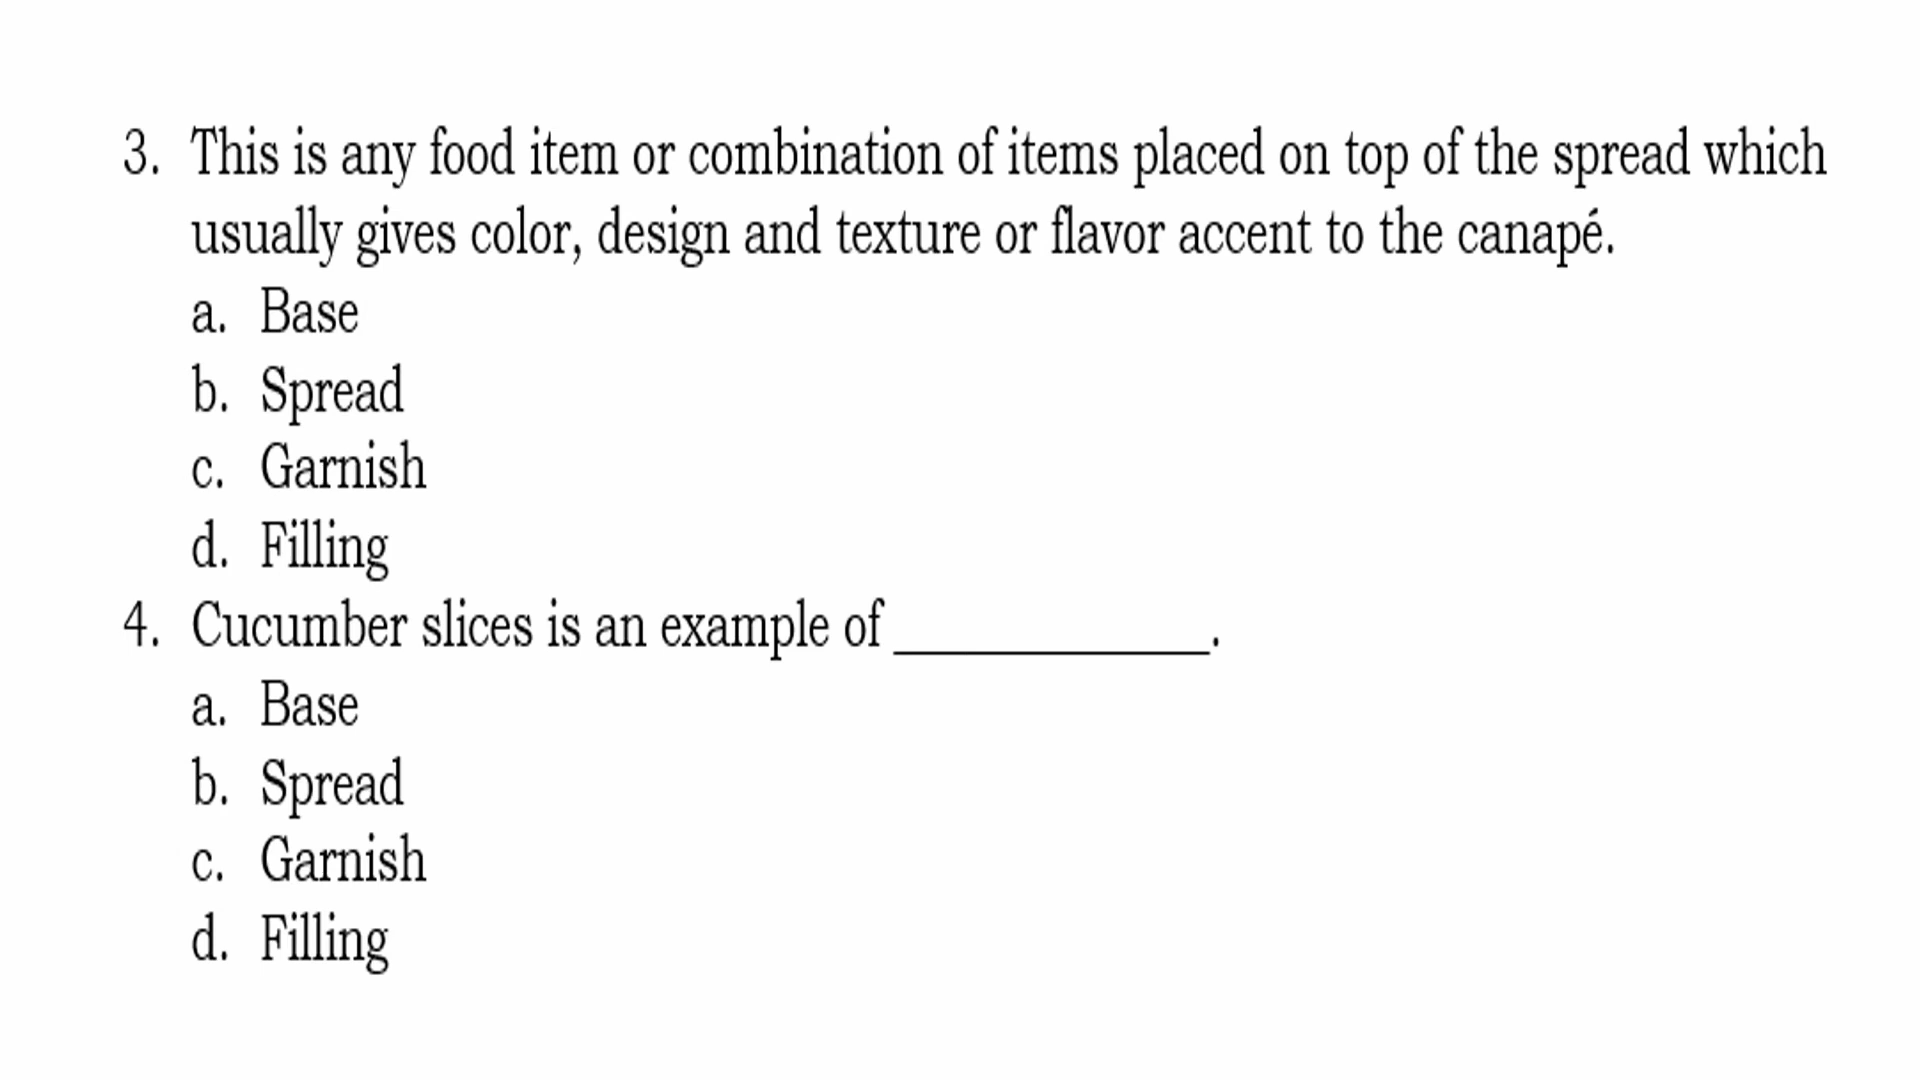 3. This is any food item or combination of items placed on top of the spread which
usually gives color, design and texture or flavor accent to the canapé.
a. Base
b. Spread
c. Garnish
d. Filling
4. Cucumber slices is an example of ______________.
a. Base
b. Spread
c. Garnish
d. Filling